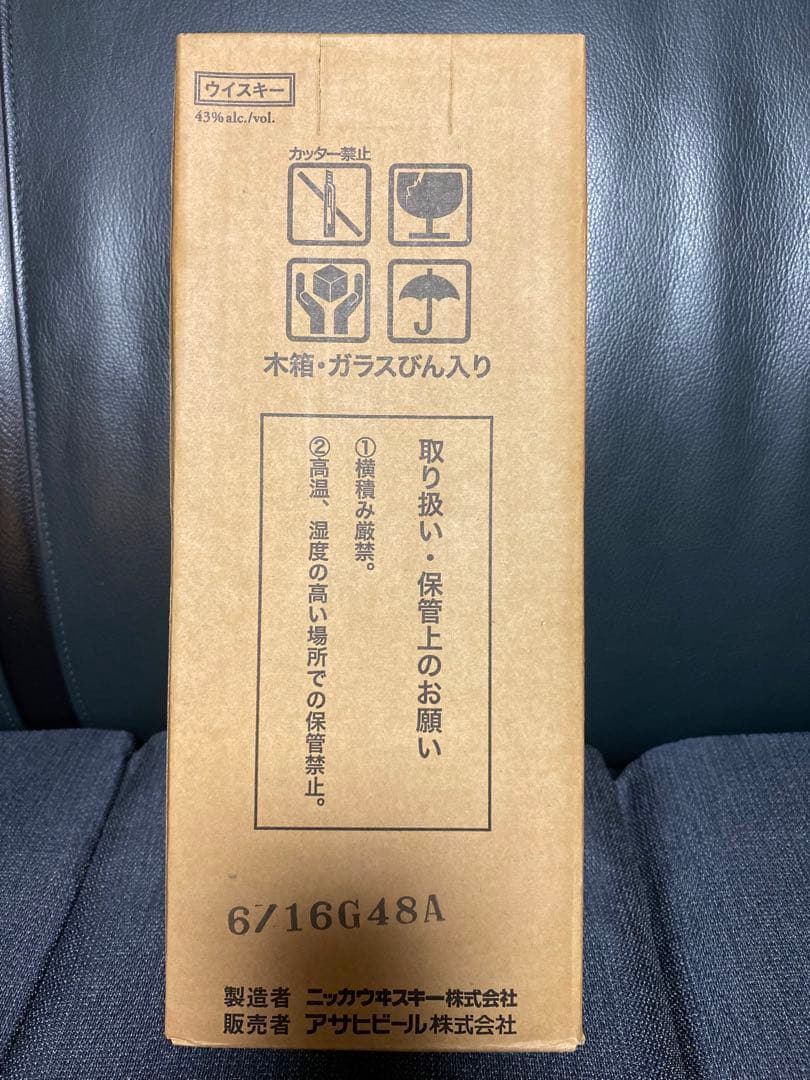 ウイスキー
43% alc./vol.
カッター禁止
木箱・ガラスびん入り
取り扱い・保管上のお願い
①横積み厳禁。
②高温、湿度の高い場所での保管禁止。
6/16G48A
製造者 ニッカウヰスキー株式会社
販売者 アサヒビール株式会社